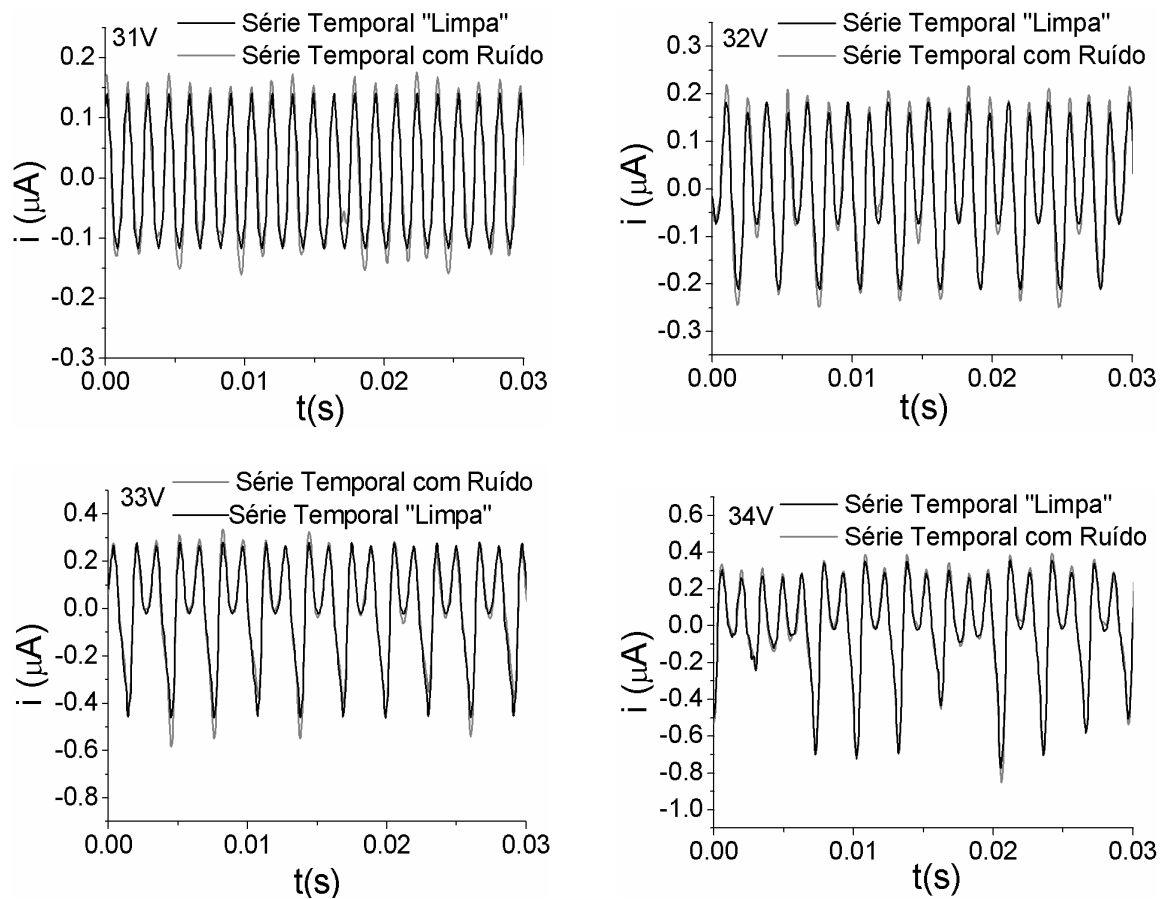 31V
Série Temporal "Limpa"
Série Temporal com Ruído
0.2
0.1
0.0
-0.1
-0.2
-0.3
i (μA)
0.00 0.01 0.02 0.03
t(s)
32V
Série Temporal "Limpa"
Série Temporal com Ruído
0.3
0.2
0.1
0.0
-0.1
-0.2
-0.3
i (μA)
0.00 0.01 0.02 0.03
t(s)
33V
Série Temporal com Ruído
Série Temporal "Limpa"
0.4
0.2
0.0
-0.2
-0.4
-0.6
-0.8
i (μA)
0.00 0.01 0.02 0.03
t(s)
34V
Série Temporal "Limpa"
Série Temporal com Ruído
0.6
0.4
0.2
0.0
-0.2
-0.4
-0.6
-0.8
-1.0
i (μA)
0.00 0.01 0.02 0.03
t(s)